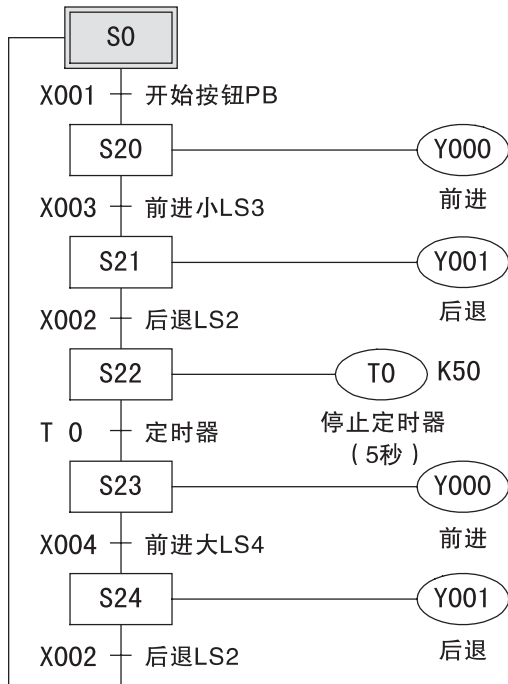 S0
X001 开始按钮PB
S20 Y000
前进
X003 前进小LS3
S21 Y001
后退
X002 后退LS2
S22 T0 K50
停止定时器
（5秒）
T 0 定时器
S23 Y000
前进
X004 前进大LS4
S24 Y001
后退
X002 后退LS2